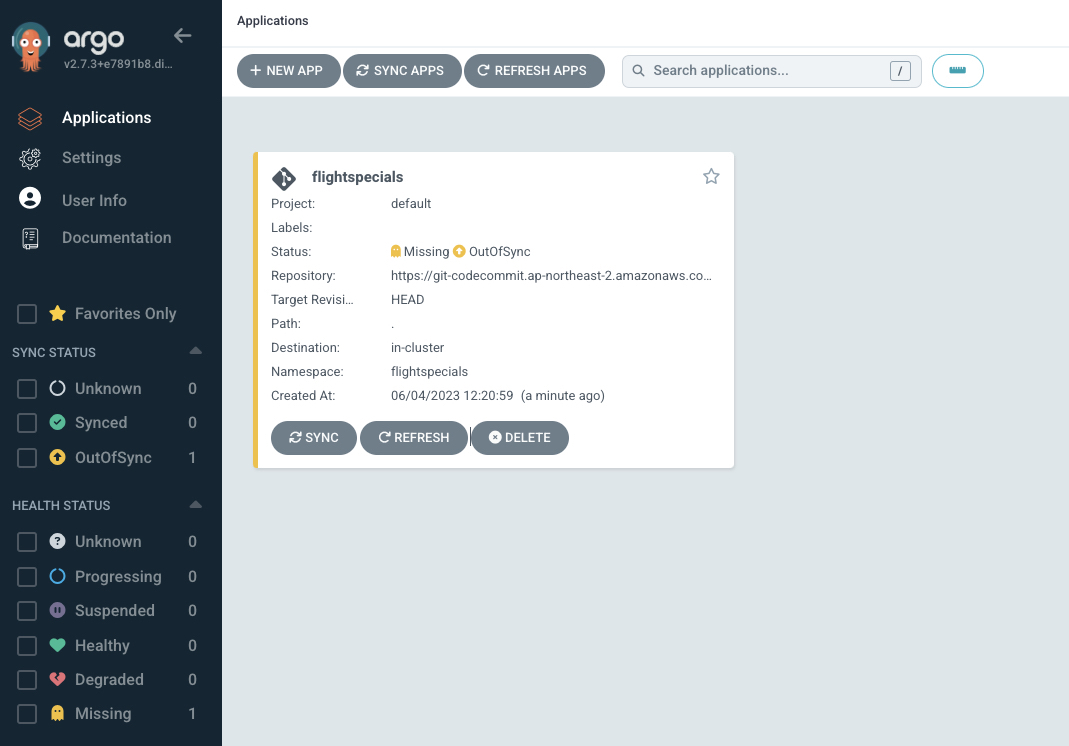 argo
v2.7.3+e7891b8.di...
Applications
Settings
User Info
Documentation
Favorites Only
SYNC STATUS
Unknown 0
Synced 0
OutOfSync 1
HEALTH STATUS
Unknown 0
Progressing 0
Suspended 0
Healthy 0
Degraded 0
Missing 1
Applications
+ NEW APP SYNC APPS REFRESH APPS Search applications... /
flightspecials
Project: default
Labels:
Status: Missing OutOfSync
Repository: https://git-codecommit.ap-northeast-2.amazonaws.co...
Target Revisi... HEAD
Path: .
Destination: in-cluster
Namespace: flightspecials
Created At: 06/04/2023 12:20:59 (a minute ago)
SYNC REFRESH DELETE